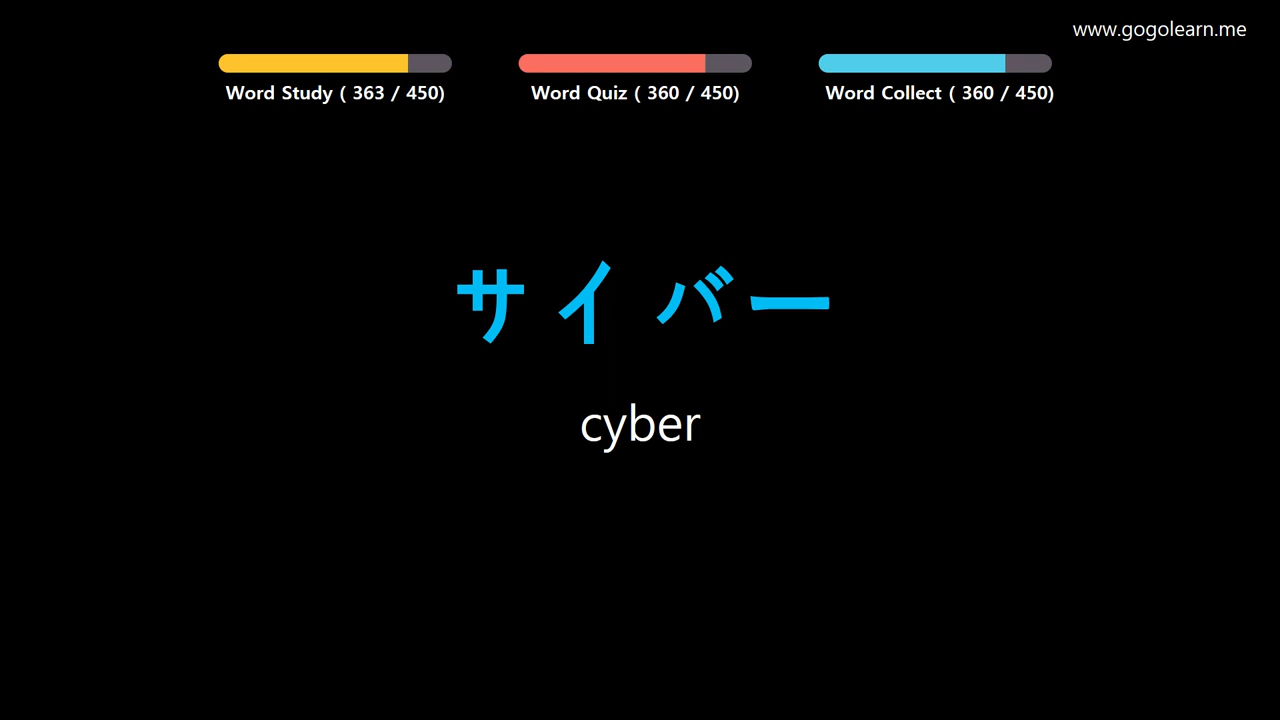 www.gogolearn.me
Word Study ( 363 / 450)
Word Quiz ( 360 / 450)
Word Collect ( 360 / 450)
サイバー
cyber